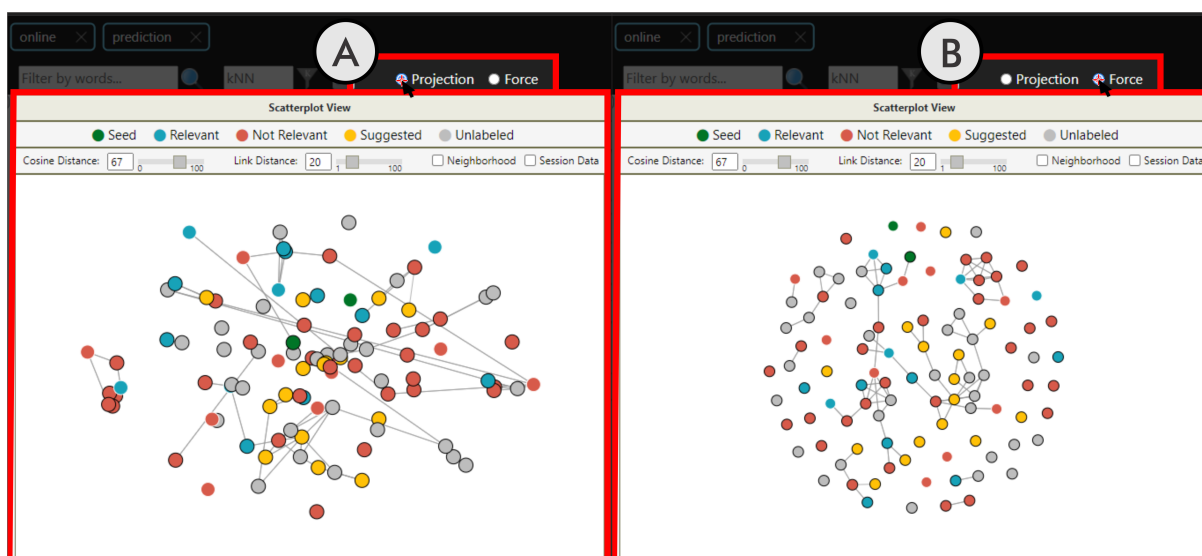 online × prediction ×
A
Filter by words... kNN Projection Force
Scatterplot View
Seed Relevant Not Relevant Suggested Unlabeled
Cosine Distance: 67 0 100 Link Distance: 20 1 100 Neighborhood Session Data
online × prediction ×
B
Filter by words... kNN Projection Force
Scatterplot View
Seed Relevant Not Relevant Suggested Unlabeled
Cosine Distance: 67 0 100 Link Distance: 20 1 100 Neighborhood Session Data